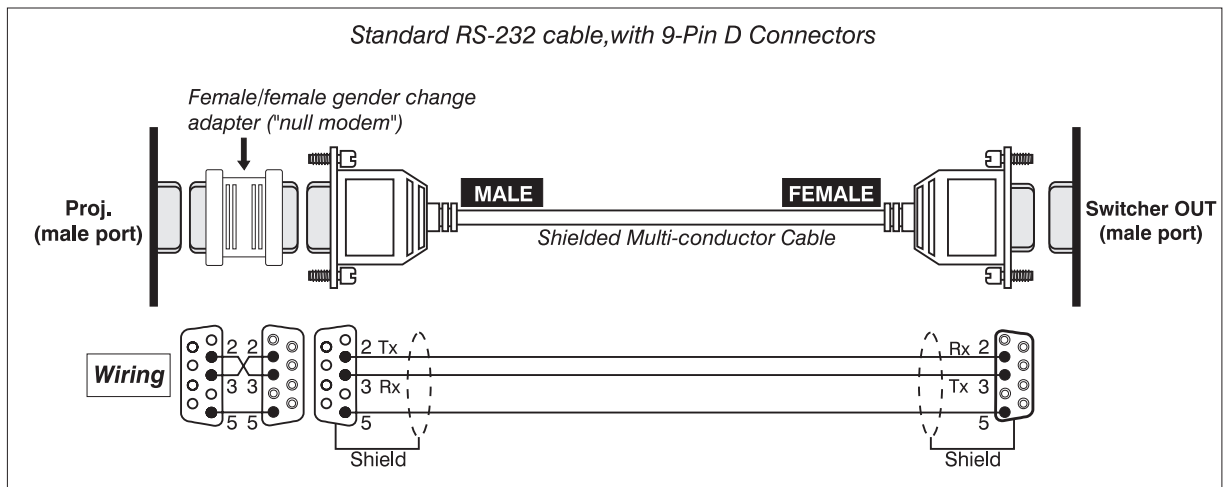 Standard RS-232 cable,with 9-Pin D Connectors
Female/female gender change
adapter ("null modem")
MALE
FEMALE
Proj.
(male port)
Switcher OUT
(male port)
Shielded Multi-conductor Cable
Wiring
2 2
2 Tx
Rx 2
3 3
3 Rx
Tx 3
5 5
5
5
Shield
Shield